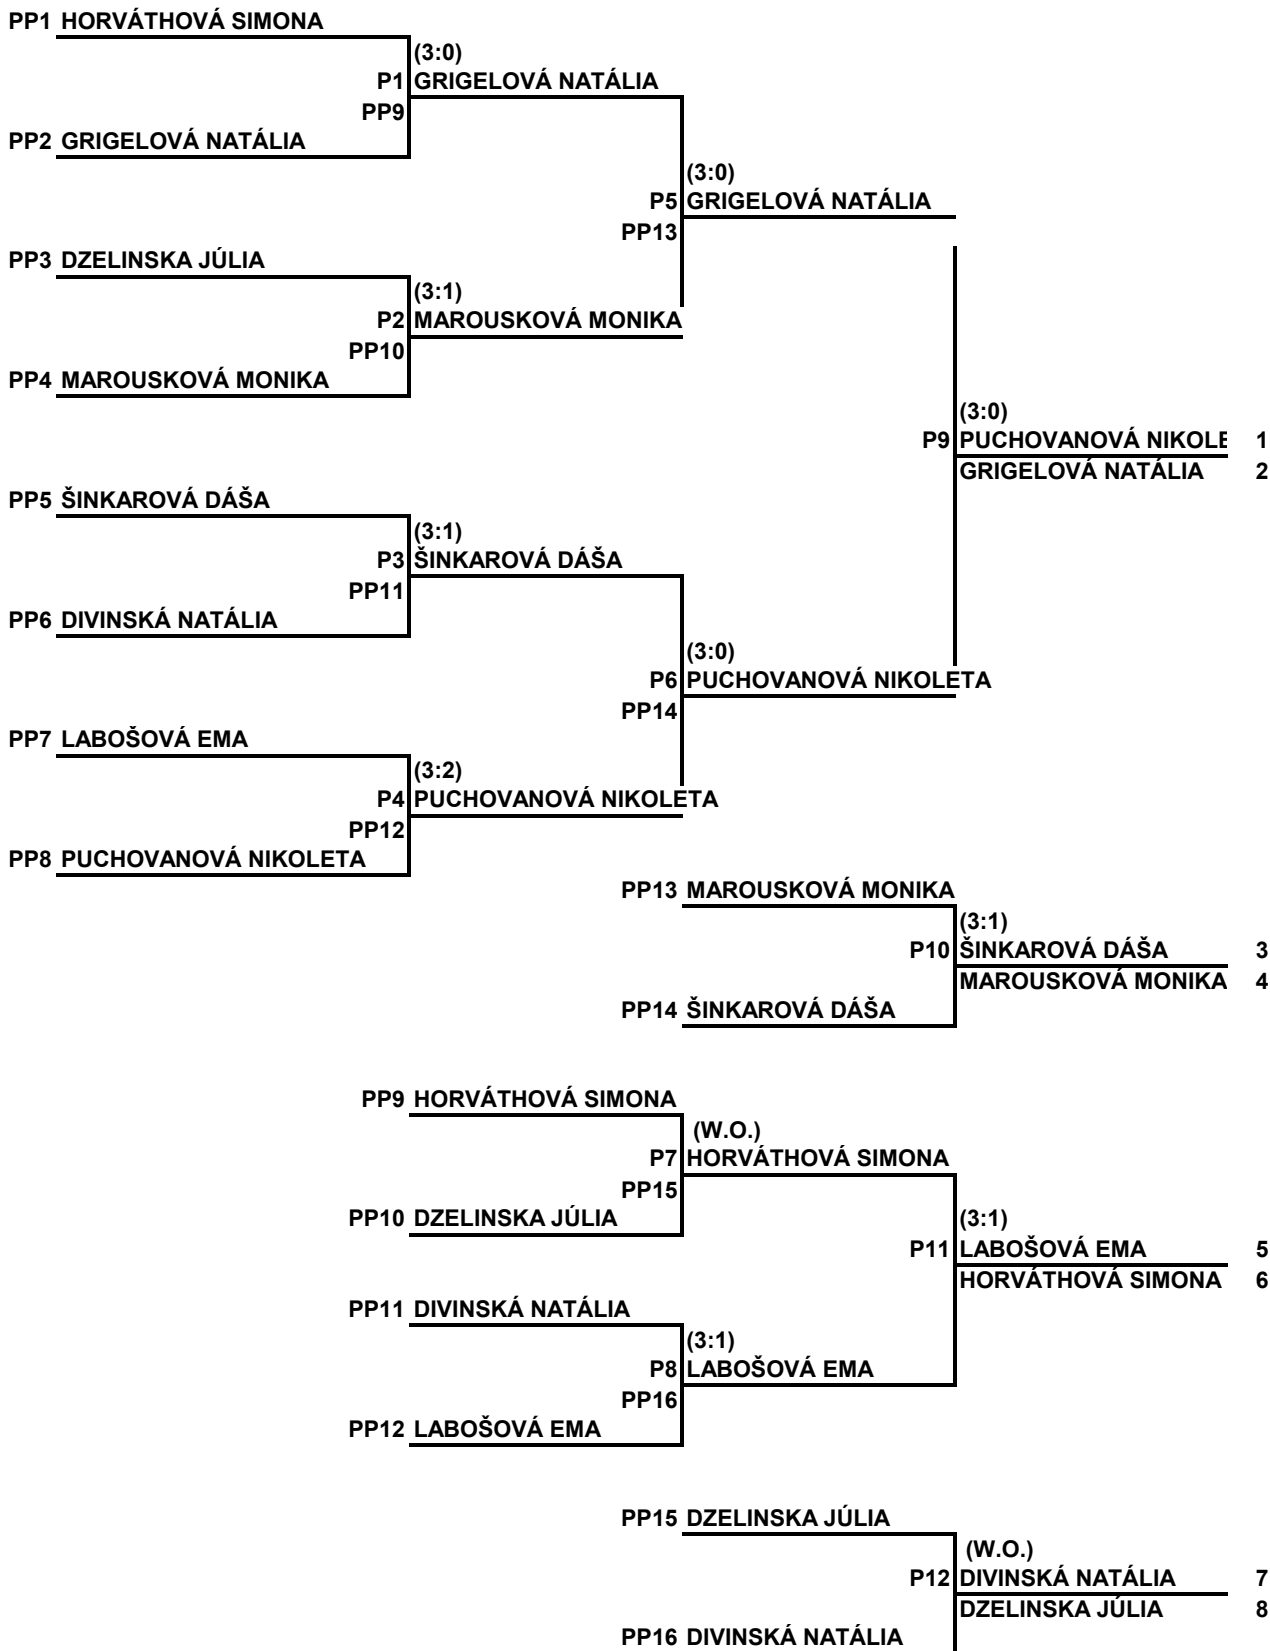 PP1 HORVÁTHOVÁ SIMONA
(3:0)
P1 GRIGELOVÁ NATÁLIA
PP9
PP2 GRIGELOVÁ NATÁLIA
(3:0)
P5 GRIGELOVÁ NATÁLIA
PP13
PP3 DZELINSKA JÚLIA
(3:1)
P2 MAROUSKOVÁ MONIKA
PP10
PP4 MAROUSKOVÁ MONIKA
(3:0)
P9 PUCHOVANOVÁ NIKOLE 1
GRIGELOVÁ NATÁLIA 2
PP5 ŠINKAROVÁ DÁŠA
(3:1)
P3 ŠINKAROVÁ DÁŠA
PP11
PP6 DIVINSKÁ NATÁLIA
(3:0)
P6 PUCHOVANOVÁ NIKOLETA
PP14
PP7 LABOŠOVÁ EMA
(3:2)
P4 PUCHOVANOVÁ NIKOLETA
PP12
PP8 PUCHOVANOVÁ NIKOLETA
PP13 MAROUSKOVÁ MONIKA
(3:1)
P10 ŠINKAROVÁ DÁŠA 3
MAROUSKOVÁ MONIKA 4
PP14 ŠINKAROVÁ DÁŠA
PP9 HORVÁTHOVÁ SIMONA
(W.O.)
P7 HORVÁTHOVÁ SIMONA
PP15
PP10 DZELINSKA JÚLIA
(3:1)
P11 LABOŠOVÁ EMA 5
HORVÁTHOVÁ SIMONA 6
PP11 DIVINSKÁ NATÁLIA
(3:1)
P8 LABOŠOVÁ EMA
PP16
PP12 LABOŠOVÁ EMA
PP15 DZELINSKA JÚLIA
(W.O.)
P12 DIVINSKÁ NATÁLIA 7
DZELINSKA JÚLIA 8
PP16 DIVINSKÁ NATÁLIA